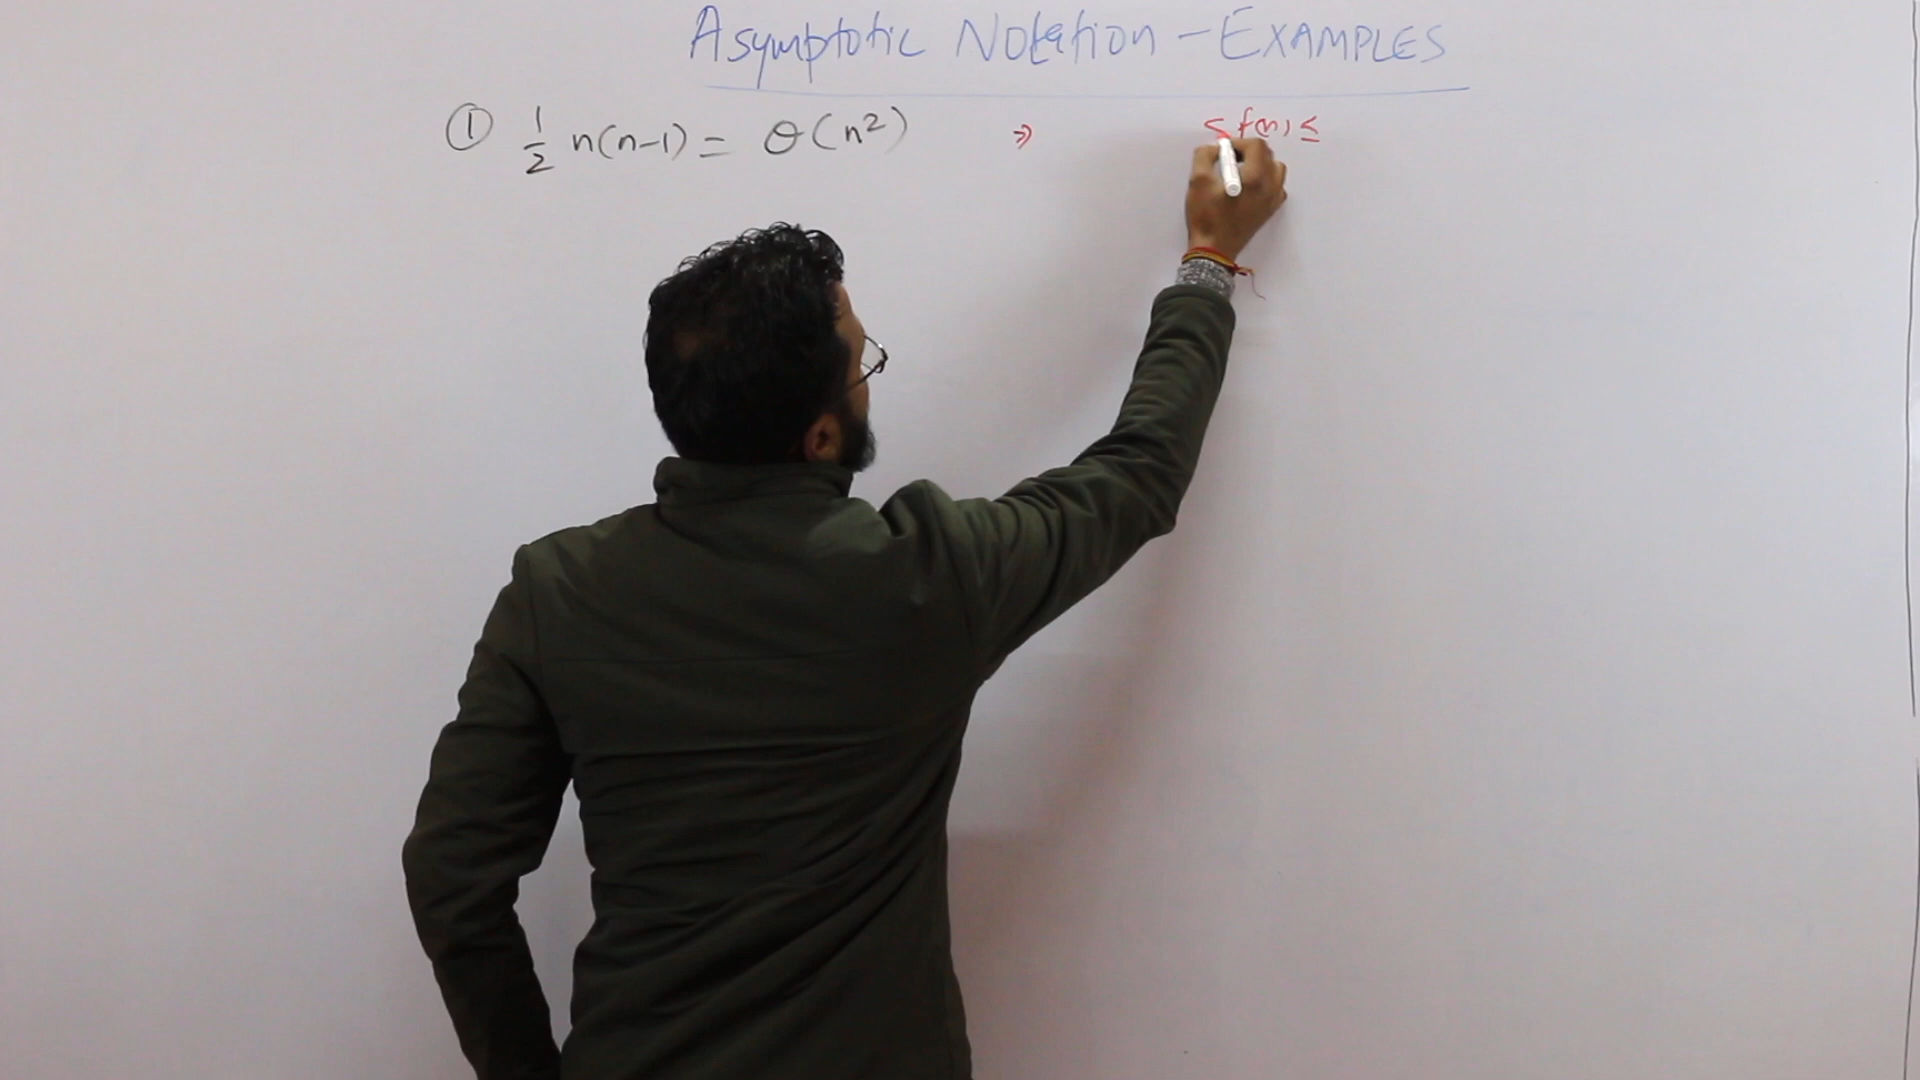 Asymptotic Notation - EXAMPLES
① 1/2 n(n-1) = θ(n²) ⇒ ≤ f(n) ≤